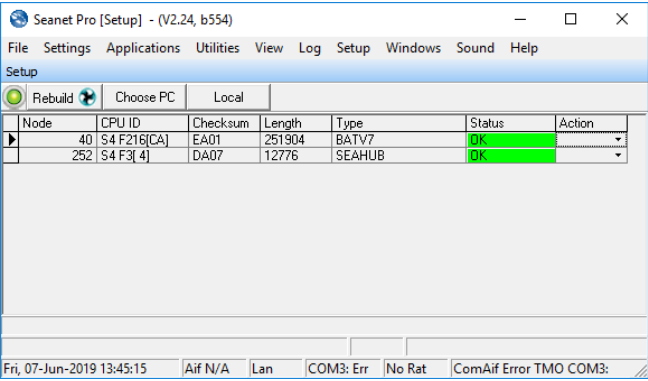 Seanet Pro [Setup] - (V2.24, b554)
File Settings Applications Utilities View Log Setup Windows Sound Help
Setup
Rebuild Choose PC Local
Node CPU ID Checksum Length Type Status Action
40 S4 F216[CA] EA01 251904 BATV7 OK
252 S4 F3[ 4] DA07 12776 SEAHUB OK
Fri, 07-Jun-2019 13:45:15 Aif N/A Lan COM3: Err No Rat ComAif Error TMO COM3: